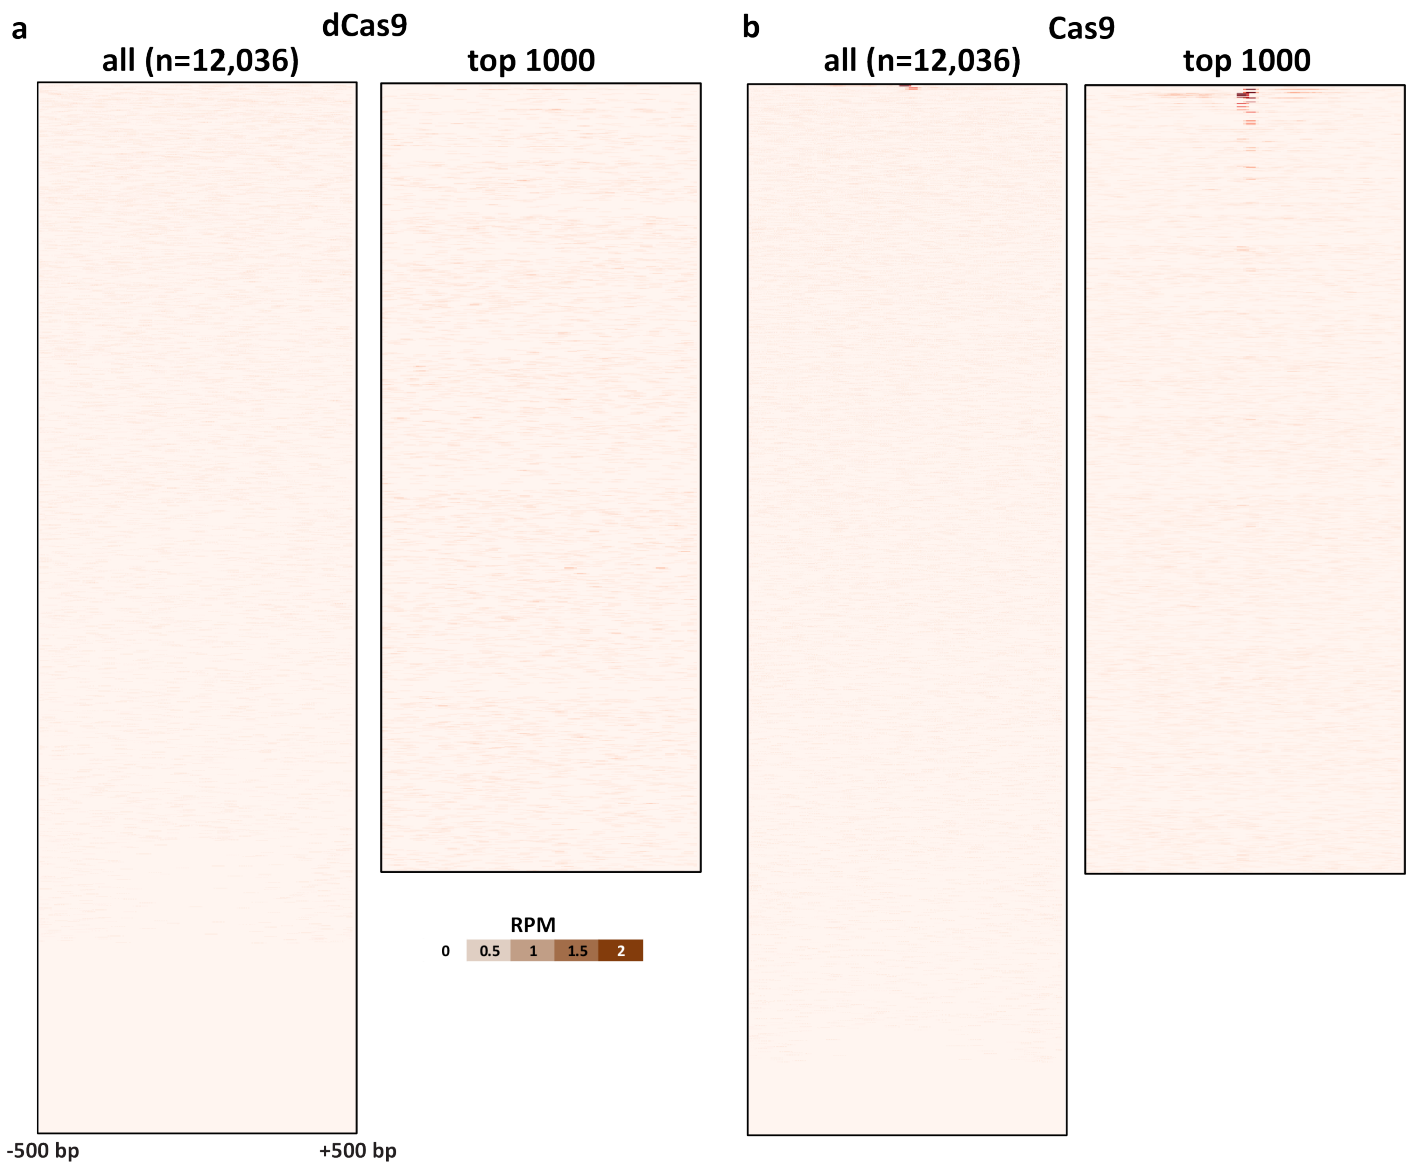 a
dCas9
all (n=12,036)
top 1000
b
Cas9
all (n=12,036)
top 1000
RPM
0 0.5 1 1.5 2
-500 bp
+500 bp